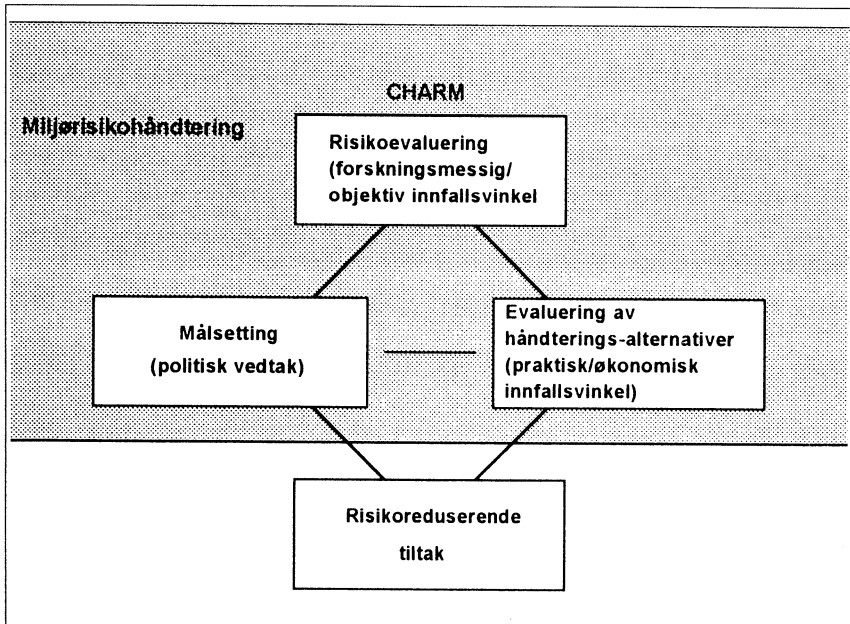 CHARM
Miljørisikohåndtering
Risikoevaluering
(forskningsmessig/
objektiv innfallsvinkel
Målsetting
(politisk vedtak)
Evaluering av
håndterings-alternativer
(praktisk/økonomisk
innfallsvinkel)
Risikoreduserende
tiltak